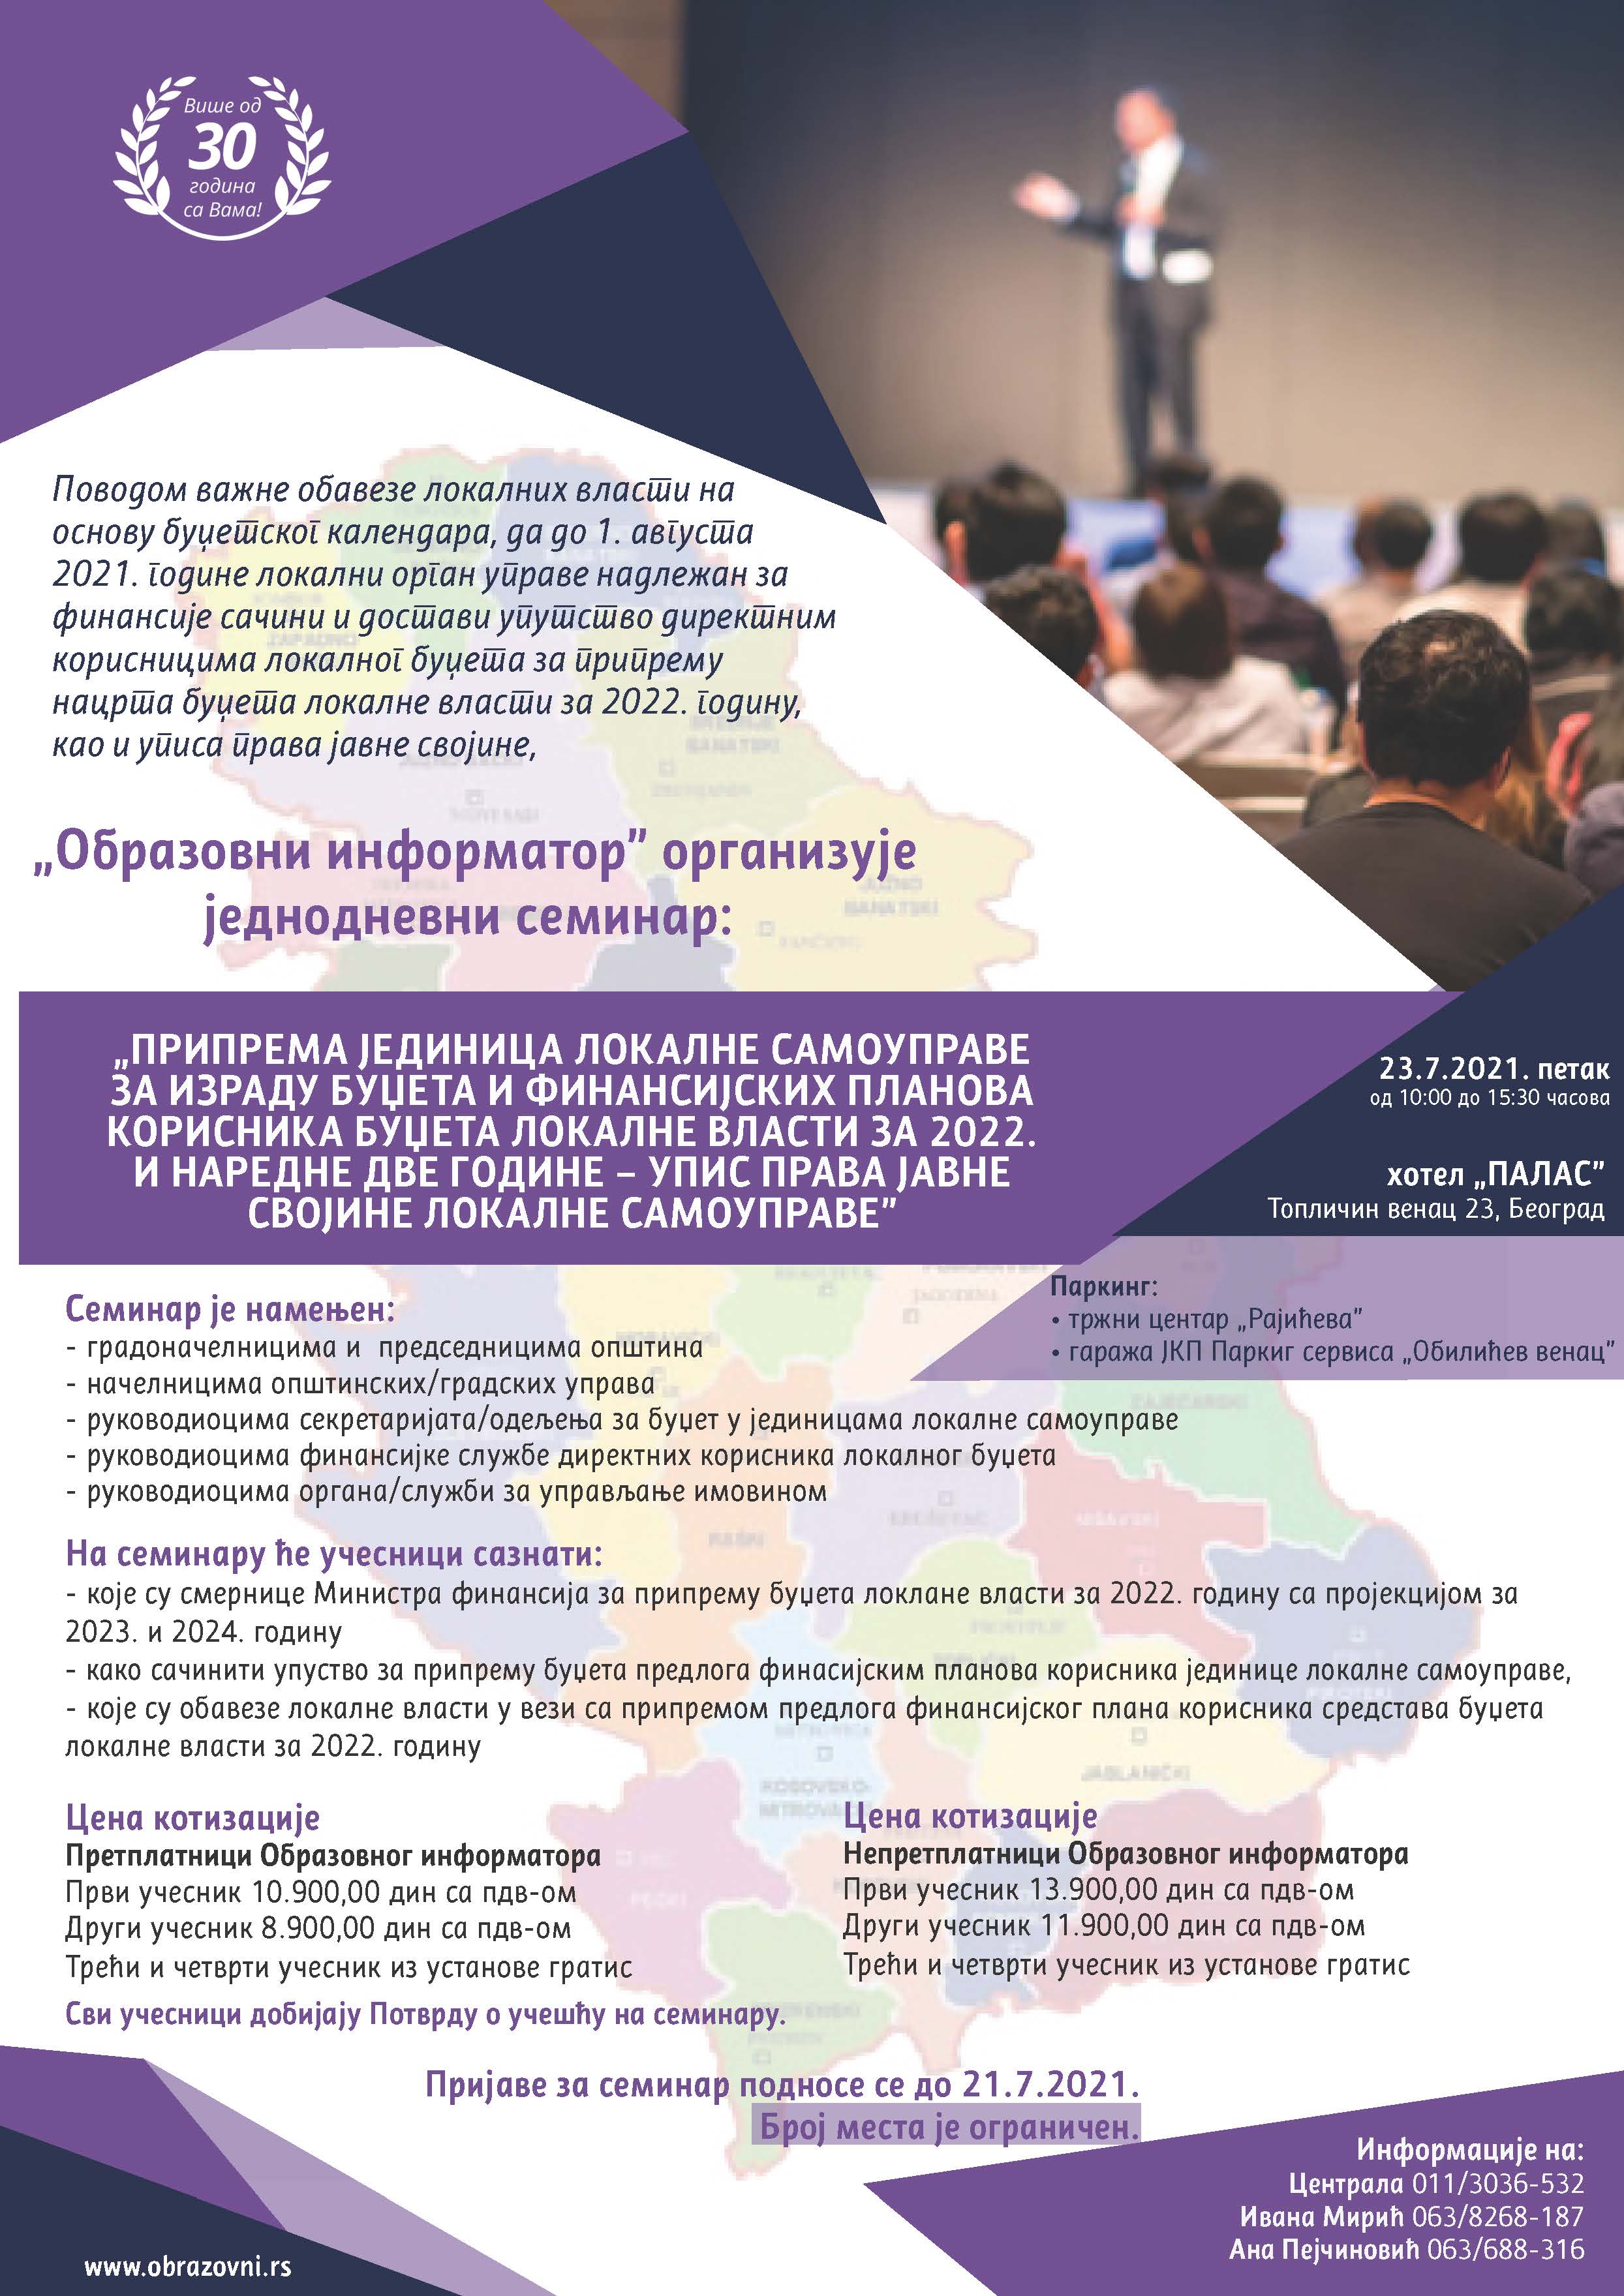 Више од
30
година
са Вама!
Поводом важне обавезе локалних власти на
основу буџетског календара, да до 1. августа
2021. године локални орган управе надлежан за
финансије сачини и достави упутство директним
корисницима локалног буџета за припрему
нацрта буџета локалне власти за 2022. годину,
као и уписа права јавне својине,
„Образовни информатор” организује
једнодневни семинар:
„ПРИПРЕМА ЈЕДИНИЦА ЛОКАЛНЕ САМОУПРАВЕ
ЗА ИЗРАДУ БУЏЕТА И ФИНАНСИЈСКИХ ПЛАНОВА
КОРИСНИКА БУЏЕТА ЛОКАЛНЕ ВЛАСТИ ЗА 2022.
И НАРЕДНЕ ДВЕ ГОДИНЕ – УПИС ПРАВА ЈАВНЕ
СВОЈИНЕ ЛОКАЛНЕ САМОУПРАВЕ”
23.7.2021. петак
од 10:00 до 15:30 часова
хотел „ПАЛАС”
Топличин венац 23, Београд
Паркинг:
• тржни центар „Рајићева”
• гаража ЈКП Паркиг сервиса „Обилићев венац”
Семинар је намењен:
- градоначелницима и председницима општина
- начелницима општинских/градских управа
- руководиоцима секретаријата/одељења за буџет у јединицама локалне самоуправе
- руководиоцима финансијке службе директних корисника локалног буџета
- руководиоцима органа/служби за управљање имовином
На семинару ће учесници сазнати:
- које су смернице Министра финансија за припрему буџета локлане власти за 2022. годину са пројекцијом за
2023. и 2024. годину
- како сачинити упуство за припрему буџета предлога финасијским планова корисника јединице локалне самоуправе,
- које су обавезе локалне власти у вези са припремом предлога финансијског плана корисника средстава буџета
локалне власти за 2022. годину
Цена котизације
Претплатници Образовног информатора
Први учесник 10.900,00 дин са пдв-ом
Други учесник 8.900,00 дин са пдв-ом
Трећи и четврти учесник из установе гратис
Цена котизације
Непретплатници Образовног информатора
Први учесник 13.900,00 дин са пдв-ом
Други учесник 11.900,00 дин са пдв-ом
Трећи и четврти учесник из установе гратис
Сви учесници добијају Потврду о учешћу на семинару.
Пријаве за семинар подносе се до 21.7.2021.
Број места је ограничен.
Информације на:
Централа 011/3036-532
Ивана Мирић 063/8268-187
Ана Пејчиновић 063/688-316
www.obrazovni.rs